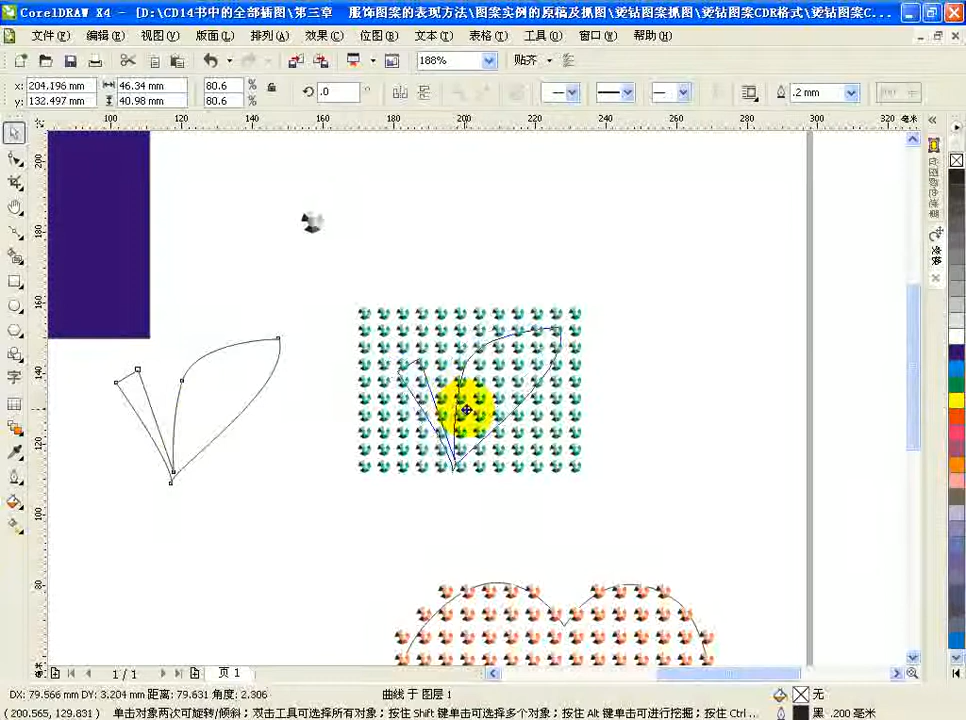 CorelDRAW X4 - [D:\CD14书中的全部插图\第三章 服饰图案的表现方法\图案实例的原稿及抓图\烫钻图案抓图\烫钻图案CDR格式\烫钻图案C...
文件(F) 编辑(E) 视图(V) 版面(L) 排列(A) 效果(C) 位图(B) 文本(T) 表格(T) 工具(O) 窗口(W) 帮助(H)
188% 贴齐
x: 204.196 mm 46.34 mm 80.6 % .0 ° .2 mm
y: 132.497 mm 40.98 mm 80.6 %
100 120 140 160 180 200 220 240 260 280 300 320 毫米
200
180
160
140
120
100
80
字
变换
1 / 1 页 1
DX: 79.566 mm DY: 3.204 mm 距离: 79.631 角度: 2.306 曲线 于 图层 1 无
(200.565, 129.831) 单击对象两次可旋转/倾斜；双击工具可选择所有对象；按住 Shift 键单击可选择多个对象；按住 Alt 键单击可进行挖掘；按住 Ctrl ... 黑 .200 毫米